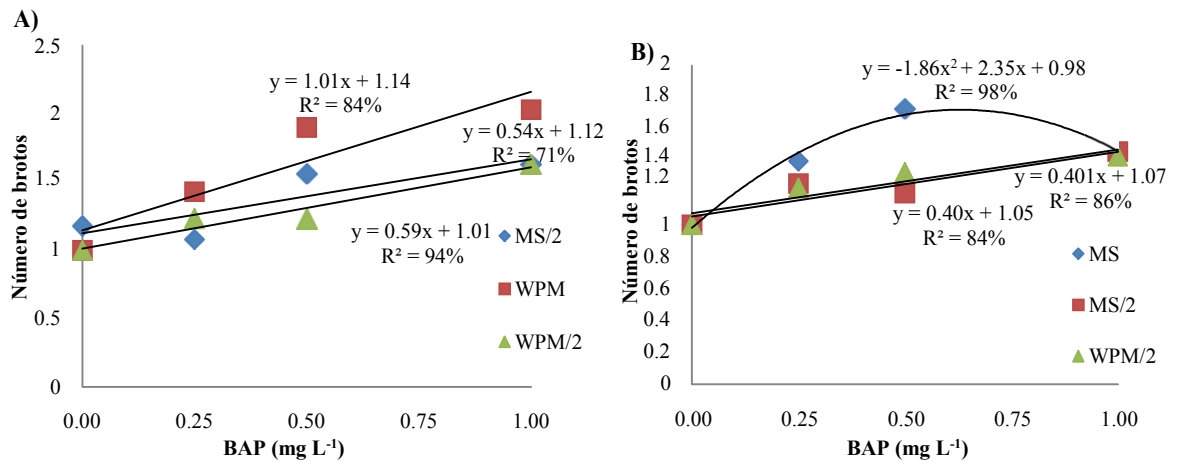 A)
2.5
2
1.5
1
0.5
0
Número de brotos
y = 1.01x + 1.14
R² = 84%
y = 0.54x + 1.12
R² = 71%
y = 0.59x + 1.01
R² = 94%
MS/2
WPM
WPM/2
0.00 0.25 0.50 0.75 1.00
BAP (mg L⁻¹)
B)
2
1.8
1.6
1.4
1.2
1
0.8
0.6
0.4
0.2
0
Número de brotos
y = -1.86x² + 2.35x + 0.98
R² = 98%
y = 0.401x + 1.07
R² = 86%
y = 0.40x + 1.05
R² = 84%
MS
MS/2
WPM/2
0.00 0.25 0.50 0.75 1.00
BAP (mg L⁻¹)